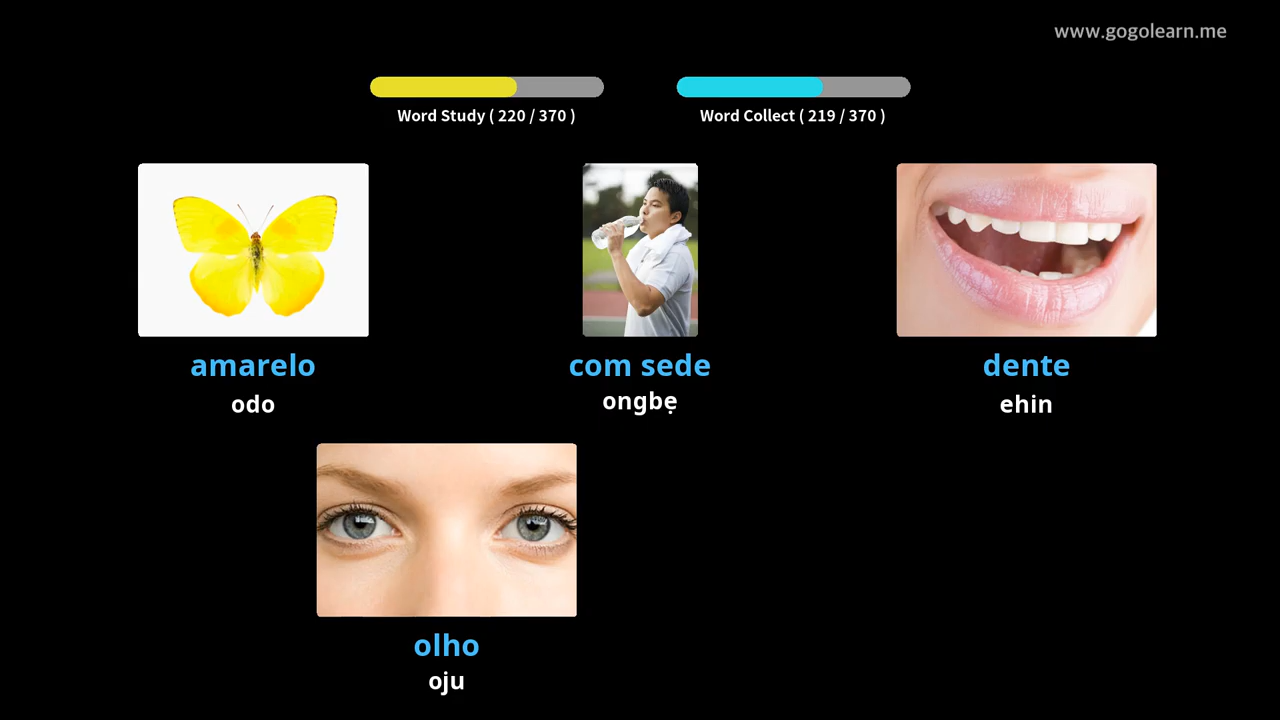 www.gogolearn.me
Word Study ( 220 / 370 )
Word Collect ( 219 / 370 )
amarelo
odo
com sede
ongbẹ
dente
ehin
olho
oju